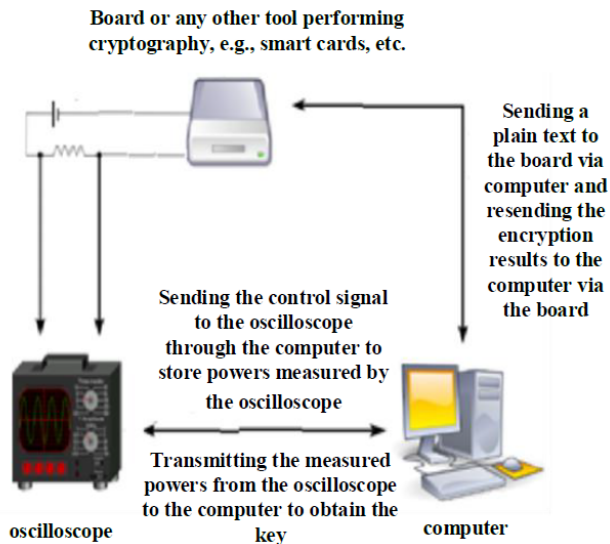 Board or any other tool performing
cryptography, e.g., smart cards, etc.
Sending a
plain text to
the board via
computer and
resending the
encryption
results to the
computer via
the board
Sending the control signal
to the oscilloscope
through the computer to
store powers measured by
the oscilloscope
Transmitting the measured
powers from the oscilloscope
to the computer to obtain the
key
oscilloscope
computer